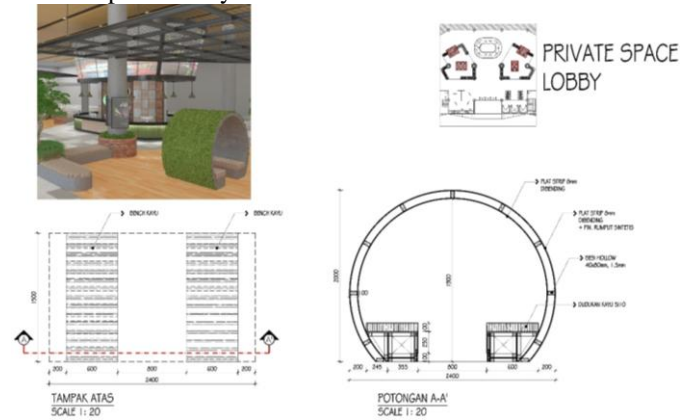 PRIVATE SPACE
LOBBY
BENCH KAYU
BENCH KAYU
1500
200
600
800
600
200
2400
TAMPAK ATAS
SCALE 1 : 20
PLAT STRIP 8mm
DIBENDING
PLAT STRIP 8mm
DIBENDING
+ FIN. RUMPUT SINTETIS
BESI HOLLOW
40x80mm, 1.5mm
DUDUKAN KAYU
2000
200
245
355
800
600
200
2400
POTONGAN A-A'
SCALE 1 : 20